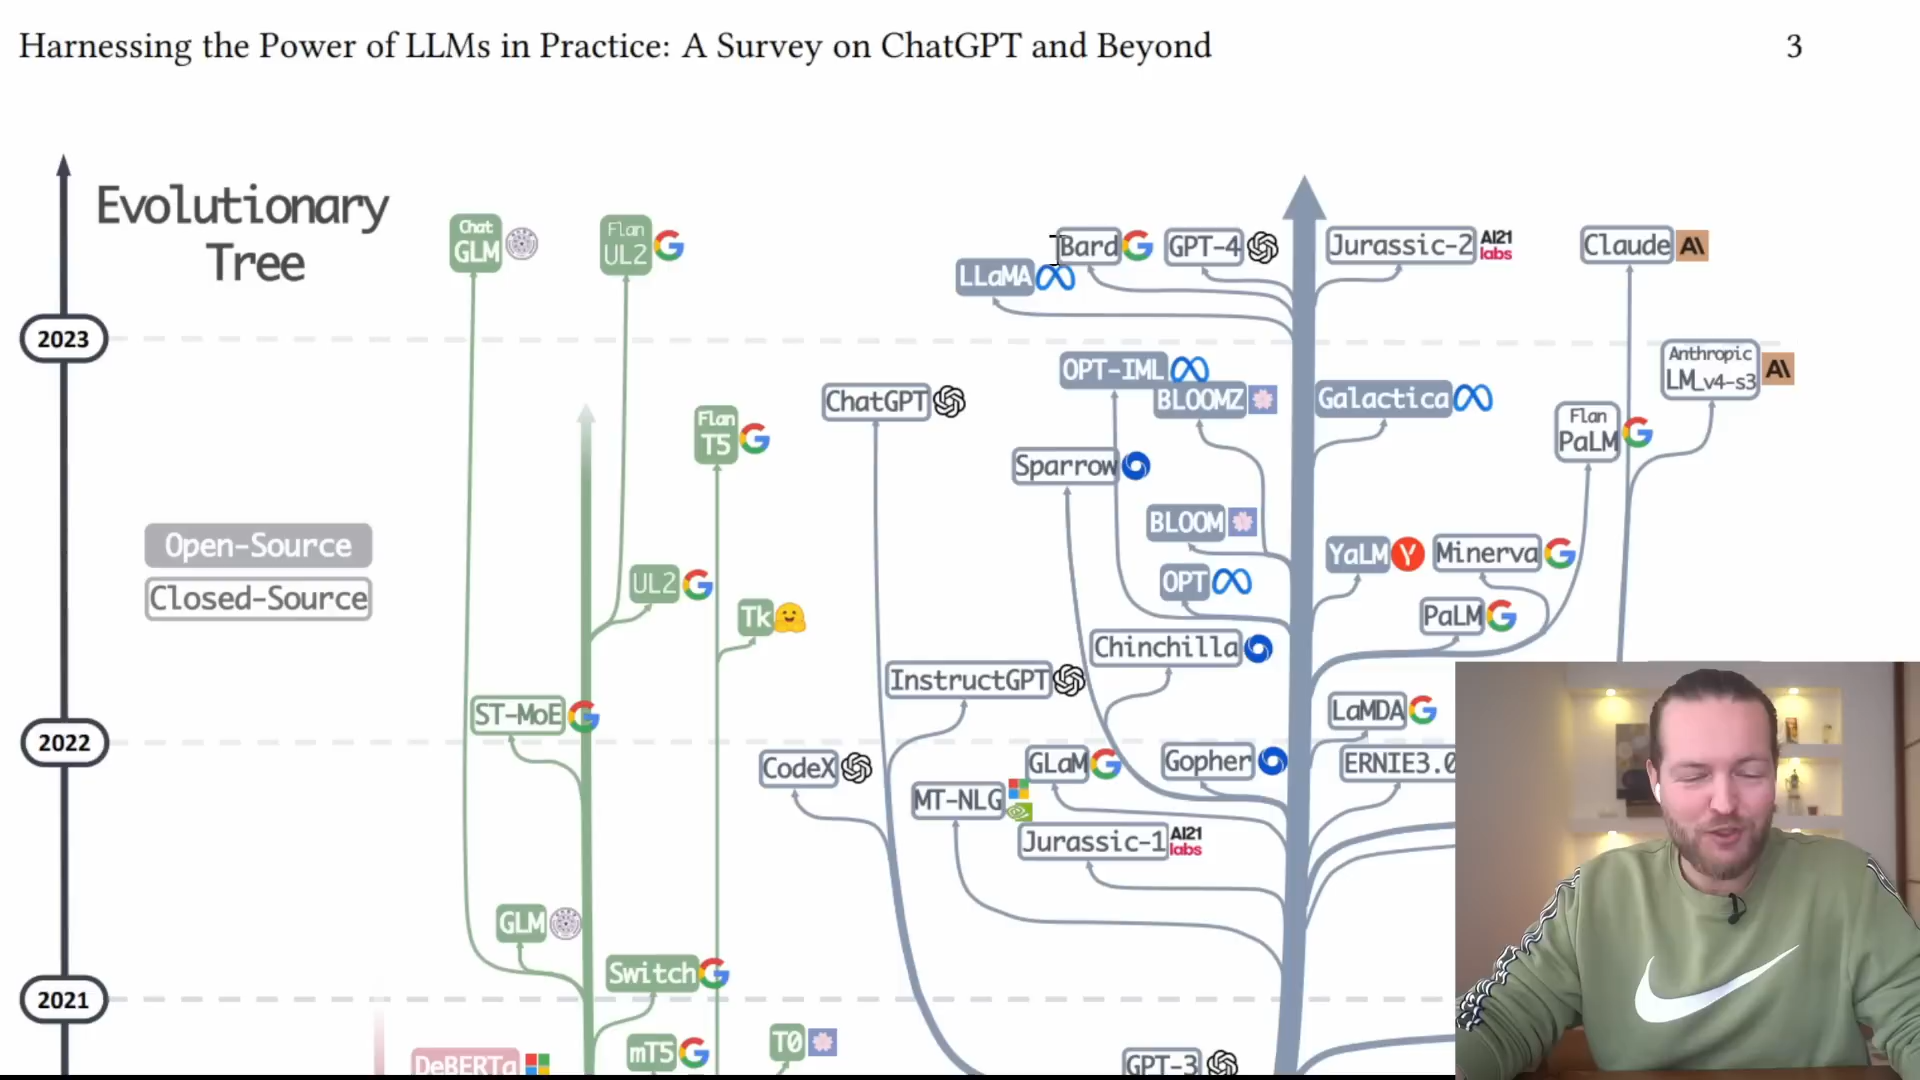 Harnessing the Power of LLMs in Practice: A Survey on ChatGPT and Beyond
3
Evolutionary
Tree
Chat
GLM
Flan
UL2
Bard
GPT-4
Jurassic-2
AI21
labs
Claude
A\
LLaMA
2023
OPT-IML
Anthropic
LM_v4-s3
A\
ChatGPT
BLOOMZ
Galactica
Flan
T5
Flan
PaLM
Sparrow
Open-Source
BLOOM
YaLM
Y
Minerva
Closed-Source
UL2
OPT
Tk
PaLM
Chinchilla
InstructGPT
ST-MoE
LaMDA
2022
CodeX
GLaM
Gopher
ERNIE3.0
MT-NLG
Jurassic-1
AI21
labs
GLM
Switch
2021
mT5
T0
DeBERTa
GPT-3